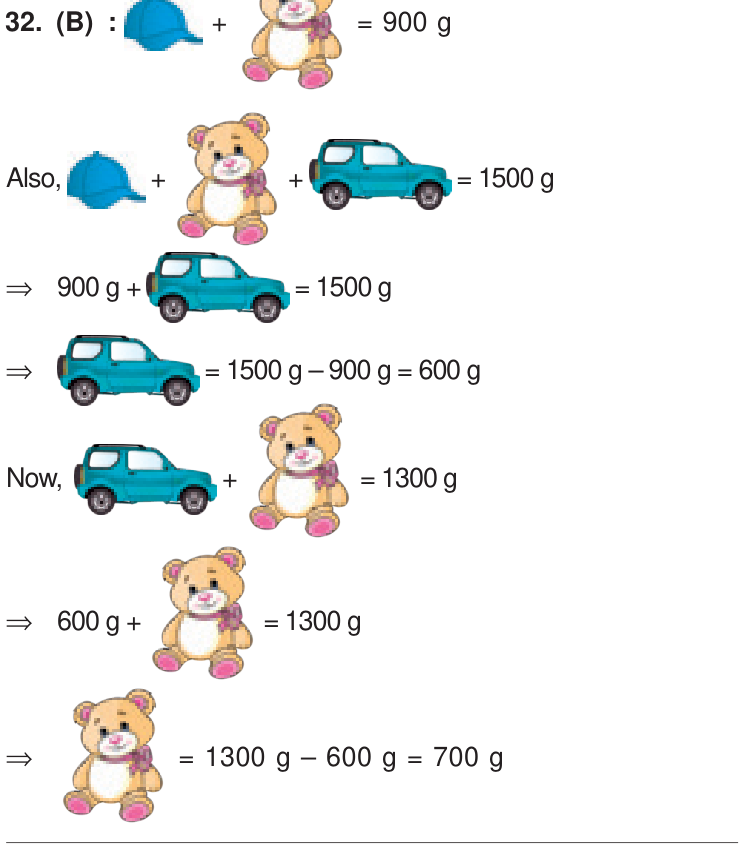 32. (B) : + = 900 g
Also, + + = 1500 g
⇒ 900 g + = 1500 g
⇒ = 1500 g – 900 g = 600 g
Now, + = 1300 g
⇒ 600 g + = 1300 g
⇒ = 1300 g – 600 g = 700 g